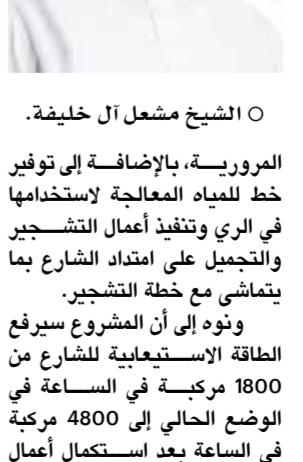 ○ الشيخ مشعل آل خليفة.
المرورية، بالإضافة إلى توفير
خط للمياه المعالجة لاستخدامها
في الري وتنفيذ أعمال التشجير
والتجميل على امتداد الشارع بما
يتماشى مع خطة التشجير.
ونوه إلى أن المشروع سيرفع
الطاقة الاستيعابية للشارع من
1800 مركبة في الساعة في
الوضع الحالي إلى 4800 مركبة
في الساعة بعد استكمال أعمال